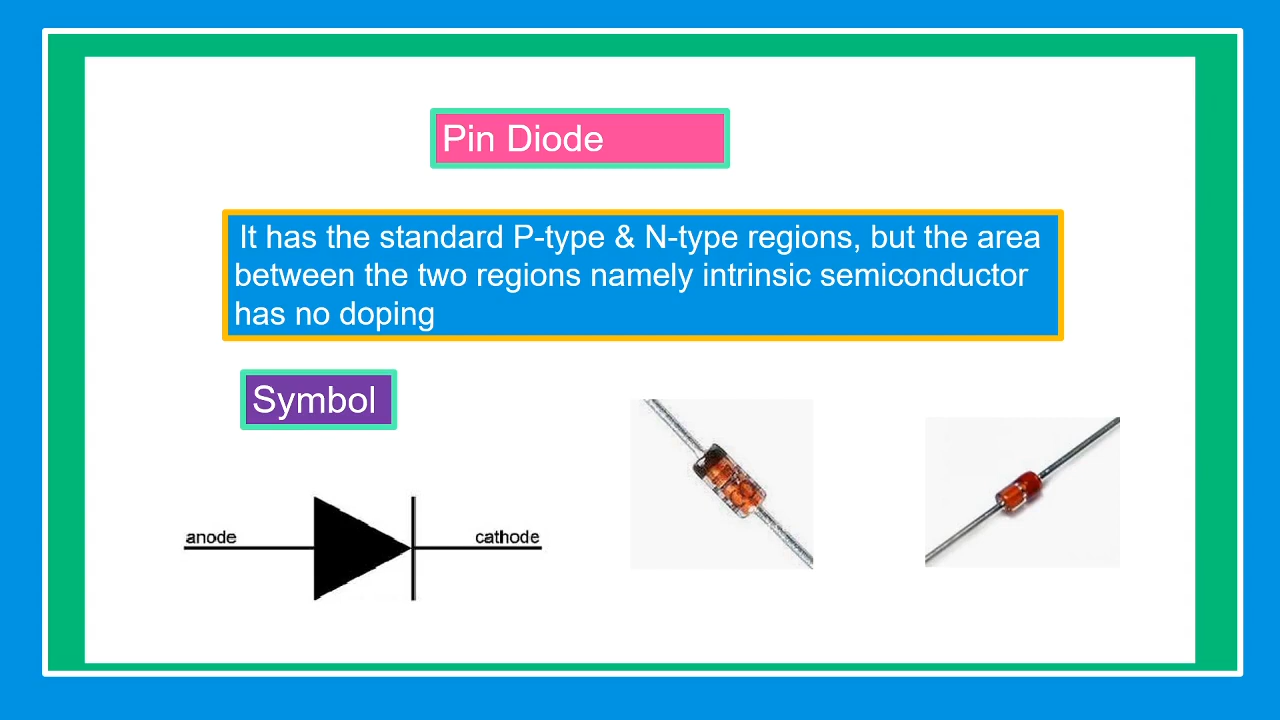 Pin Diode
It has the standard P-type & N-type regions, but the area
between the two regions namely intrinsic semiconductor
has no doping
Symbol
anode
cathode